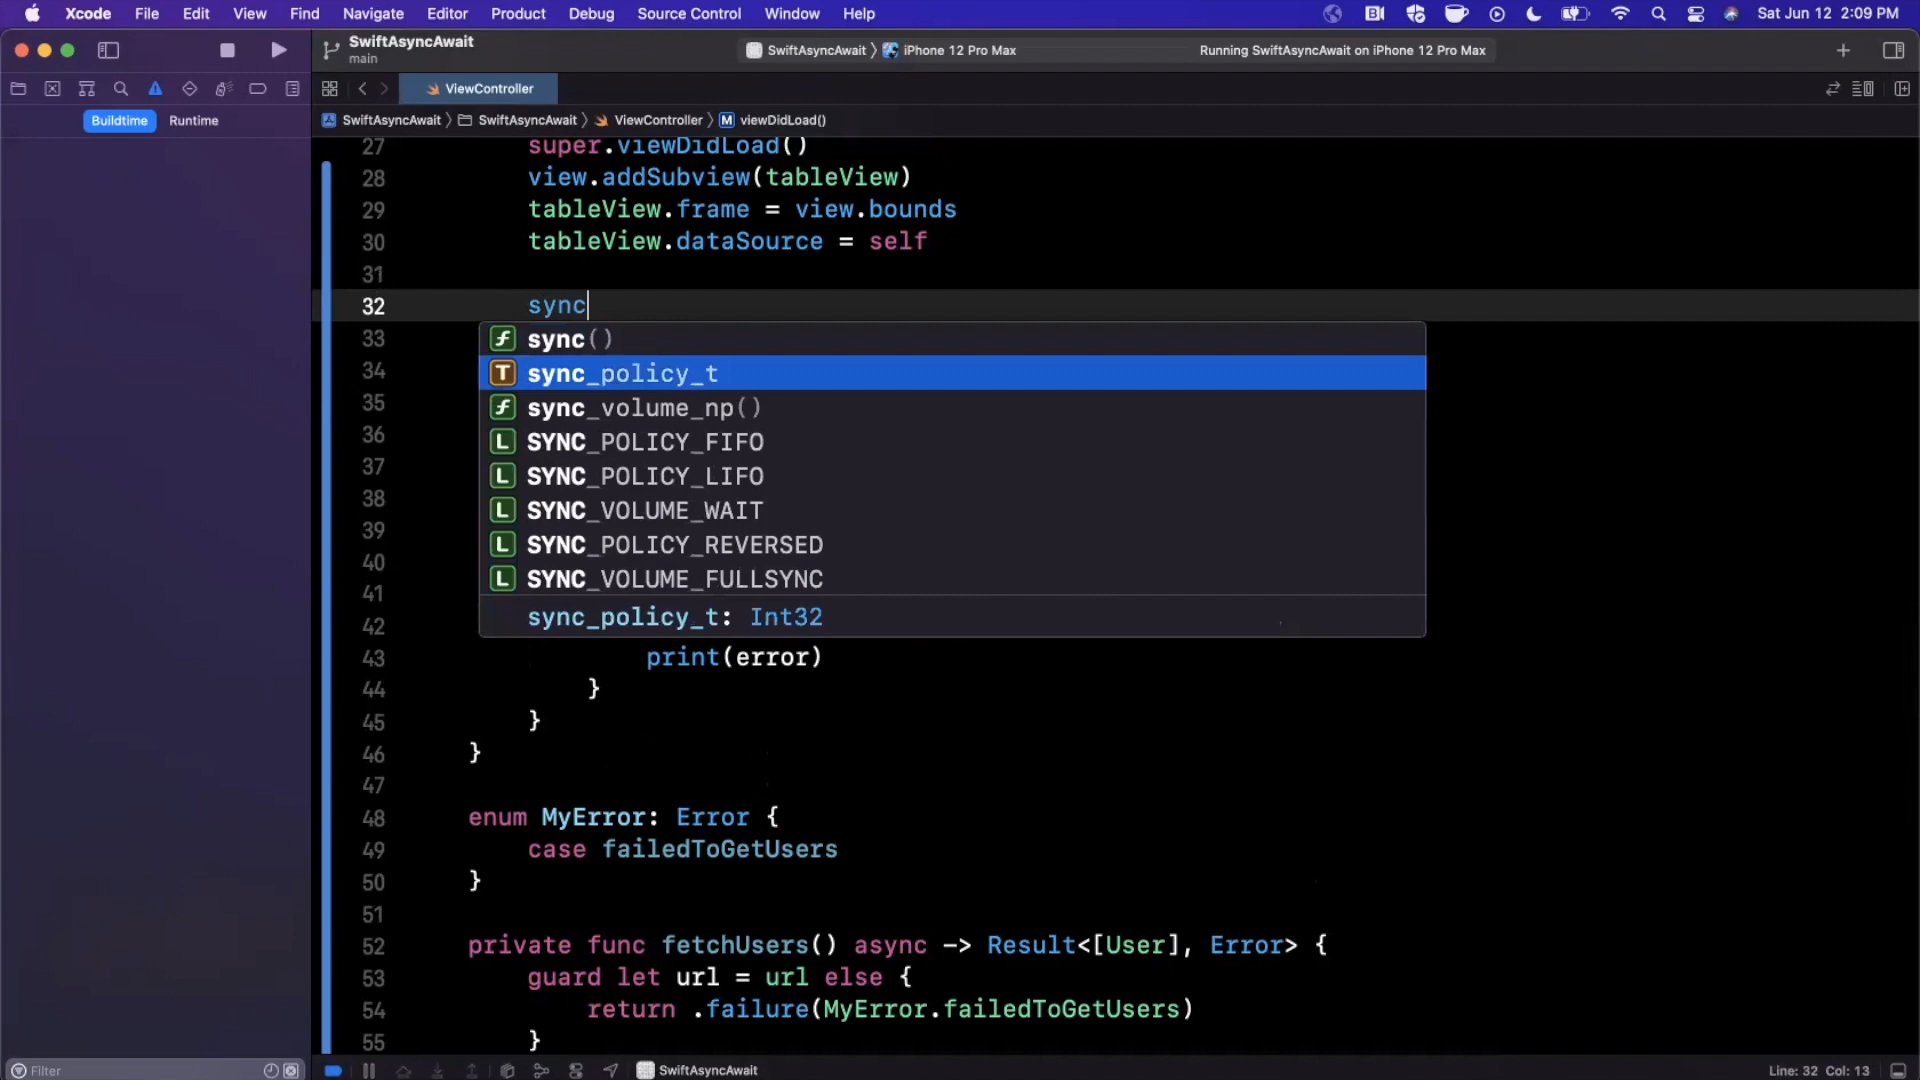 Xcode File Edit View Find Navigate Editor Product Debug Source Control Window Help Sat Jun 12 2:09 PM
SwiftAsyncAwait
main
SwiftAsyncAwait iPhone 12 Pro Max
Running SwiftAsyncAwait on iPhone 12 Pro Max
ViewController
Buildtime Runtime
SwiftAsyncAwait SwiftAsyncAwait ViewController M viewDidLoad()
27 super.viewDidLoad()
28 view.addSubview(tableView)
29 tableView.frame = view.bounds
30 tableView.dataSource = self
31
32 sync
33 f sync()
34 T sync_policy_t
35 f sync_volume_np()
36 L SYNC_POLICY_FIFO
37 L SYNC_POLICY_LIFO
38 L SYNC_VOLUME_WAIT
39 L SYNC_POLICY_REVERSED
40 L SYNC_VOLUME_FULLSYNC
41
42 sync_policy_t: Int32
43 print(error)
44 }
45 }
46 }
47
48 enum MyError: Error {
49 case failedToGetUsers
50 }
51
52 private func fetchUsers() async -> Result<[User], Error> {
53 guard let url = url else {
54 return .failure(MyError.failedToGetUsers)
55 }
Filter
SwiftAsyncAwait
Line: 32 Col: 13